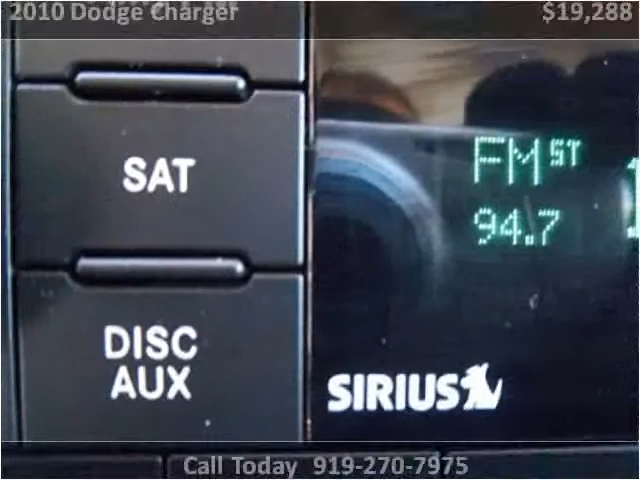 2010 Dodge Charger $19,288
SAT
FM ST
94.7
DISC
AUX
SIRIUS
Call Today 919-270-7975